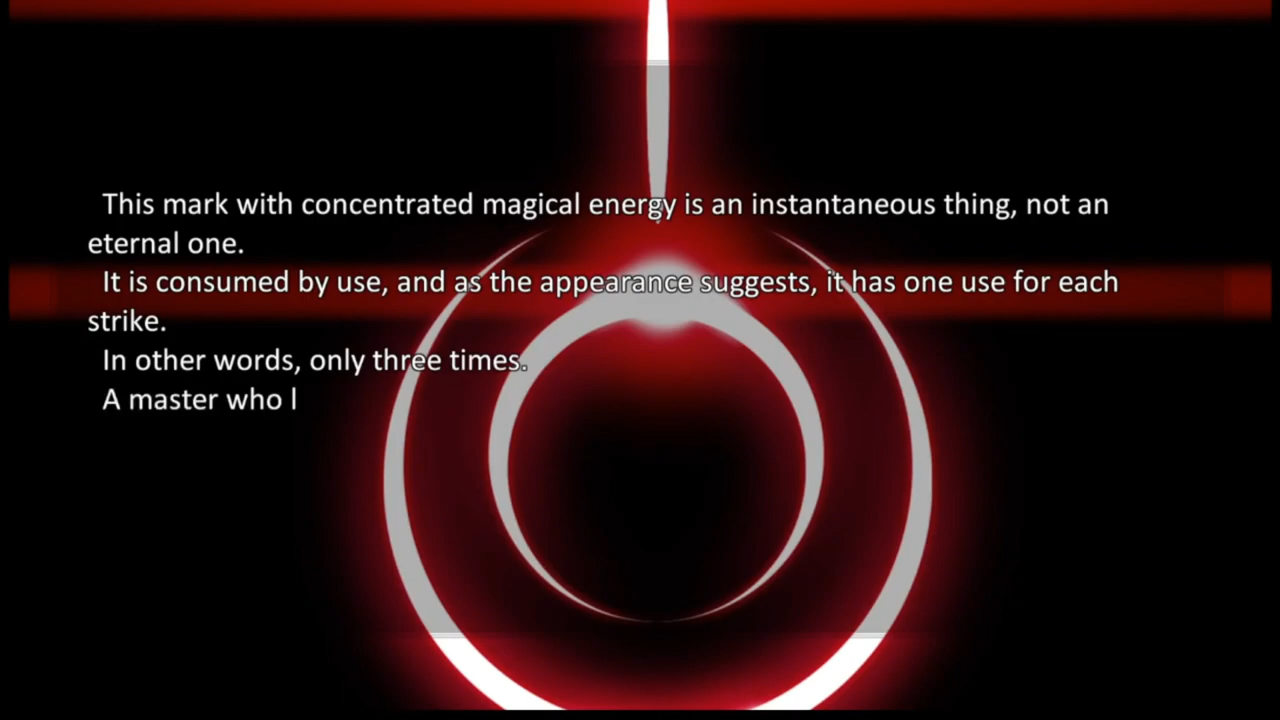 This mark with concentrated magical energy is an instantaneous thing, not an
eternal one.
It is consumed by use, and as the appearance suggests, it has one use for each
strike.
In other words, only three times.
A master who l